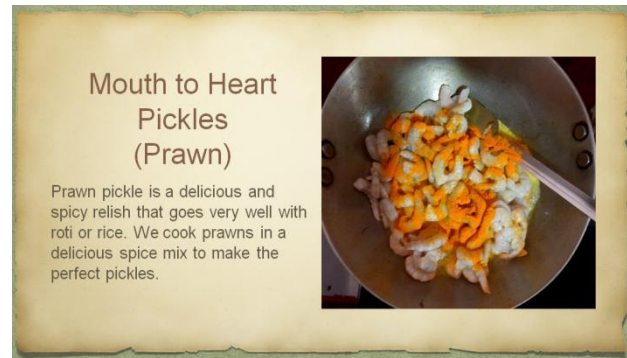 Mouth to Heart
Pickles
(Prawn)
Prawn pickle is a delicious and
spicy relish that goes very well with
roti or rice. We cook prawns in a
delicious spice mix to make the
perfect pickles.